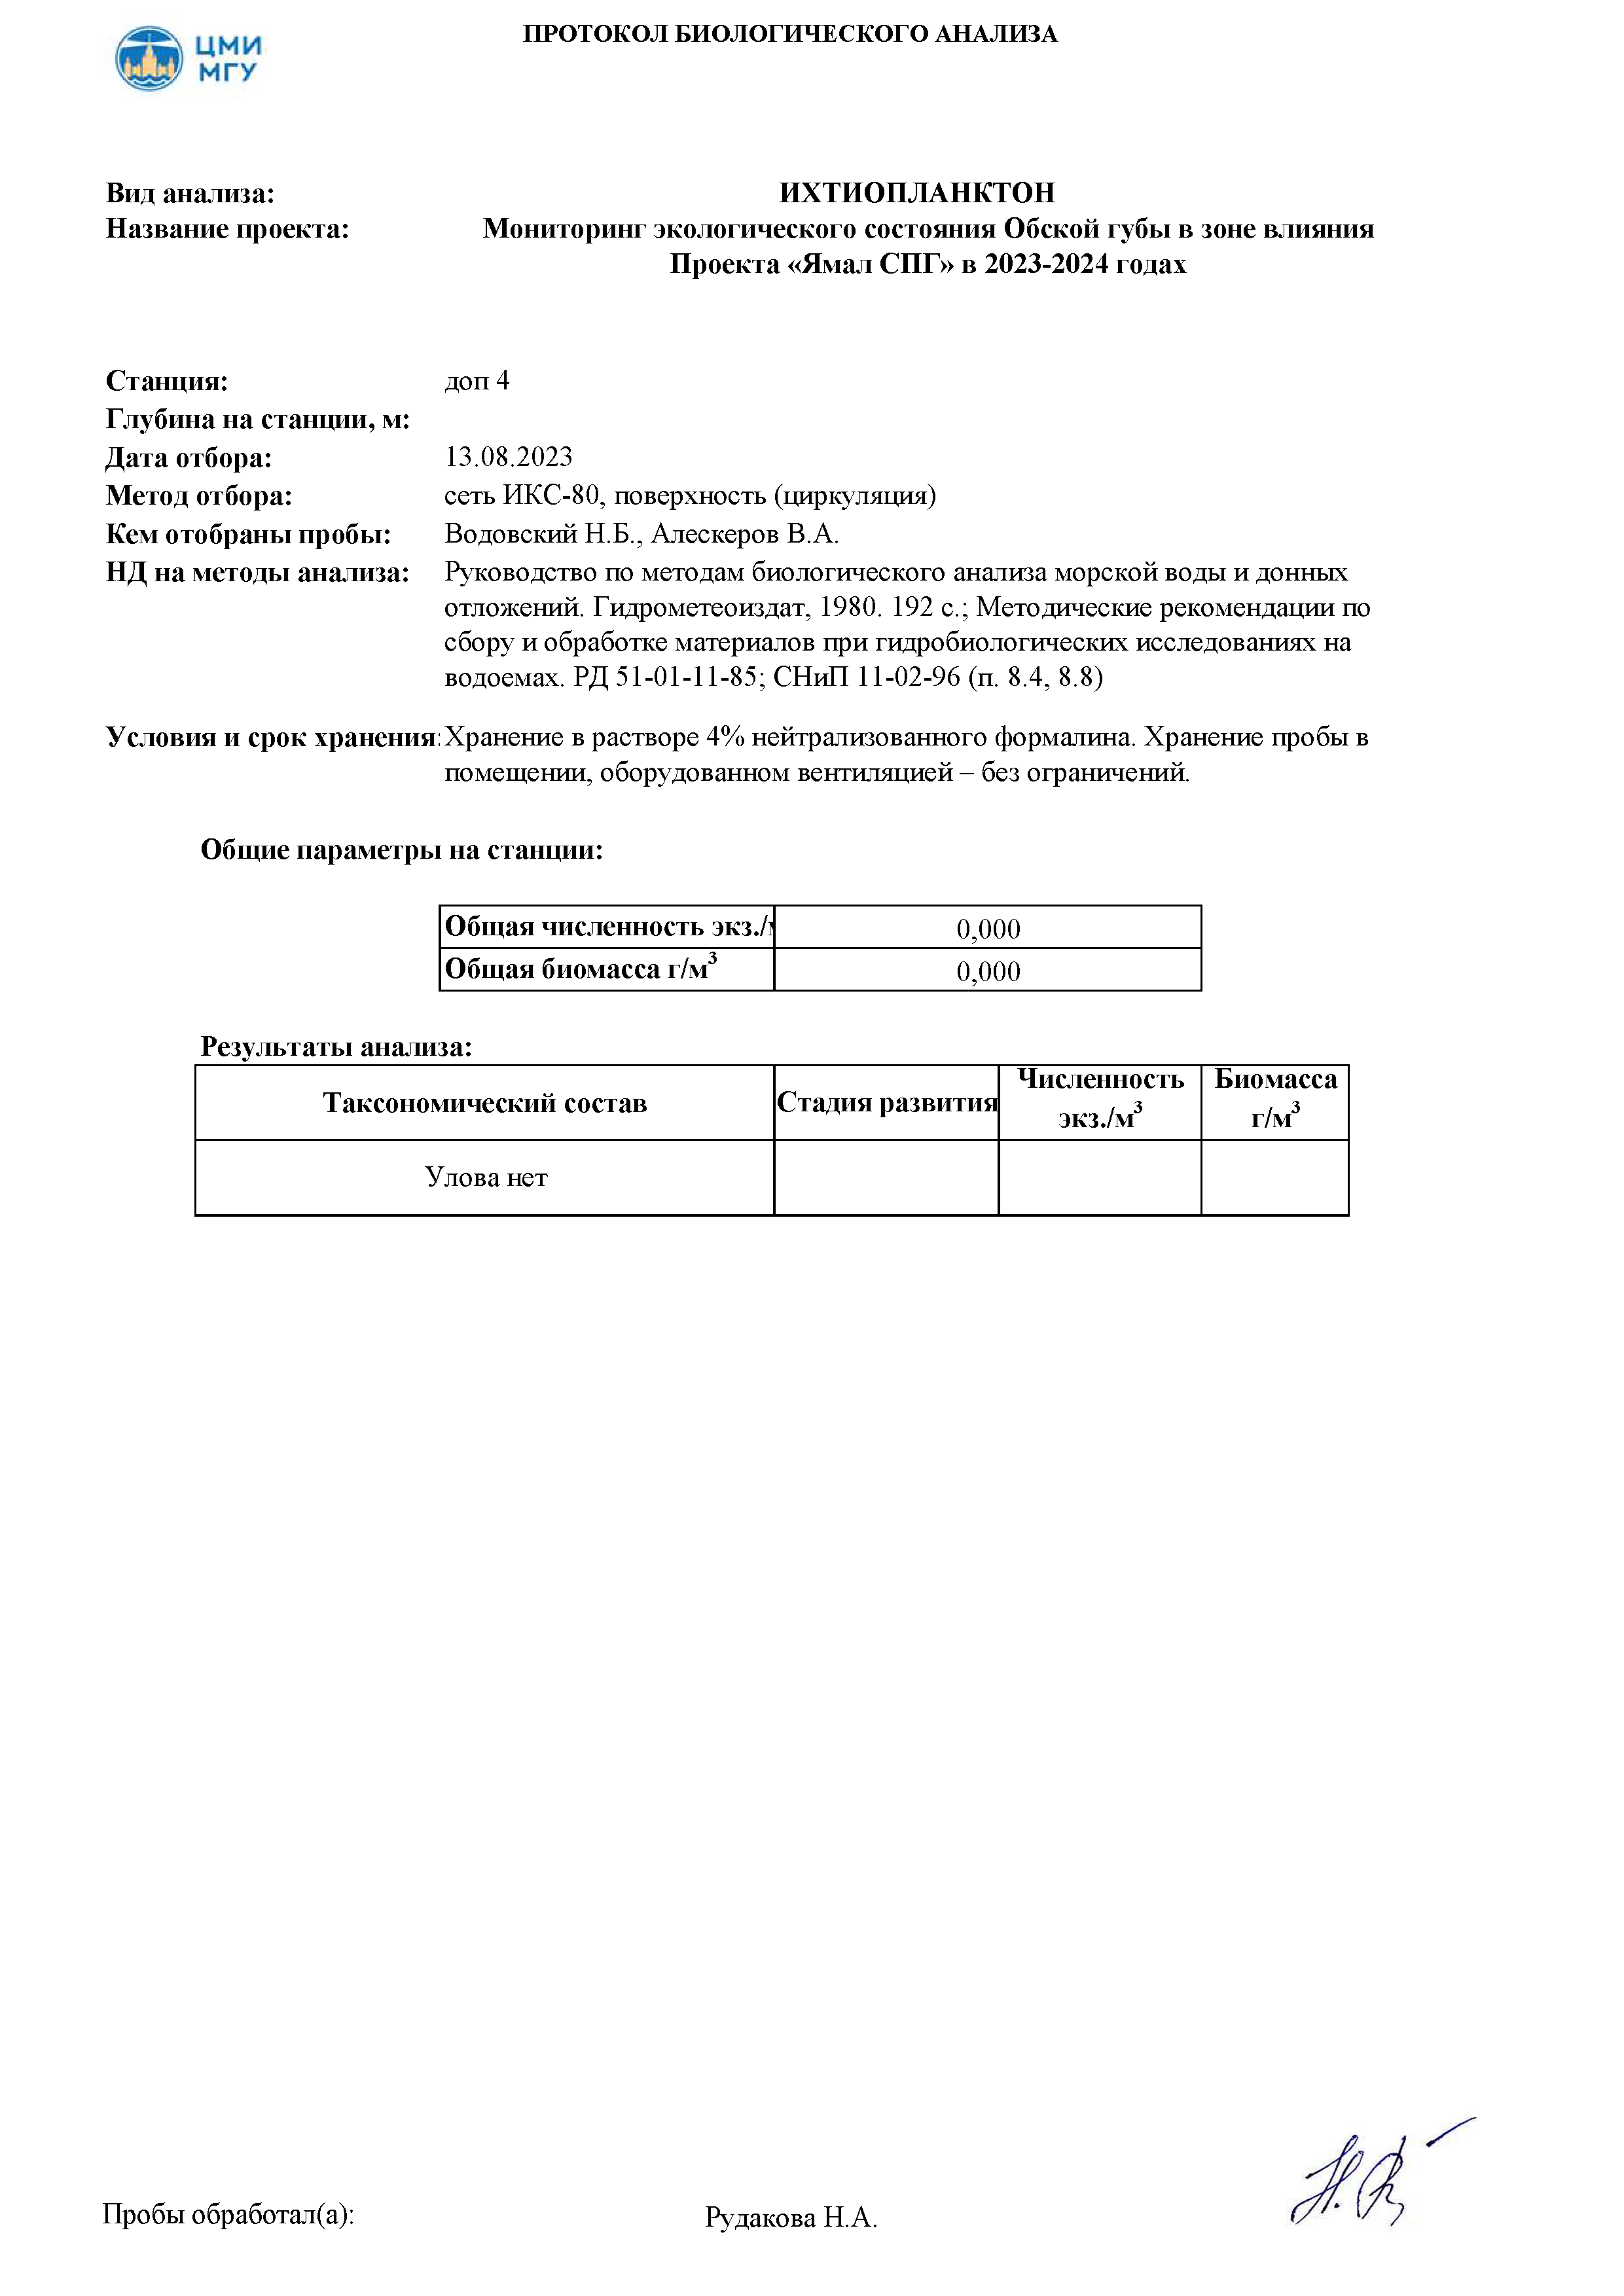 ЦМИ
МГУ
ПРОТОКОЛ БИОЛОГИЧЕСКОГО АНАЛИЗА
Вид анализа: ИХТИОПЛАНКТОН
Название проекта: Мониторинг экологического состояния Обской губы в зоне влияния
Проекта «Ямал СПГ» в 2023-2024 годах
Станция: доп 4
Глубина на станции, м:
Дата отбора: 13.08.2023
Метод отбора: сеть ИКС-80, поверхность (циркуляция)
Кем отобраны пробы: Водовский Н.Б., Алескеров В.А.
НД на методы анализа: Руководство по методам биологического анализа морской воды и донных
отложений. Гидрометеоиздат, 1980. 192 с.; Методические рекомендации по
сбору и обработке материалов при гидробиологических исследованиях на
водоемах. РД 51-01-11-85; СНиП 11-02-96 (п. 8.4, 8.8)
Условия и срок хранения: Хранение в растворе 4% нейтрализованного формалина. Хранение пробы в
помещении, оборудованном вентиляцией – без ограничений.
Общие параметры на станции:
Общая численность экз./ 0,000
Общая биомасса г/м³ 0,000
Результаты анализа:
Таксономический состав Стадия развития Численность экз./м³ Биомасса г/м³
Улова нет
Пробы обработал(а): Рудакова Н.А.